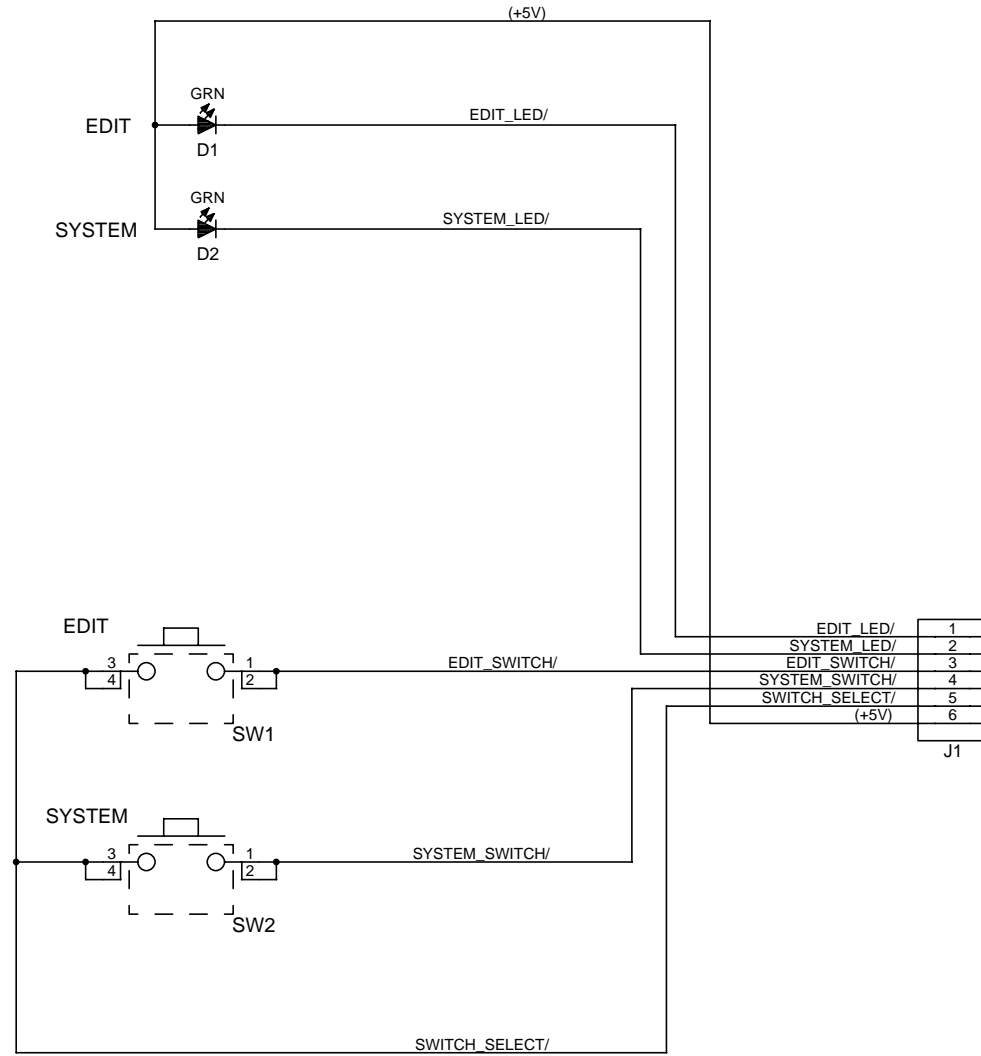 (+5V)
GRN
EDIT_LED/
EDIT
D1
GRN
SYSTEM_LED/
SYSTEM
D2
EDIT
3
4
1
2
EDIT_SWITCH/
SW1
EDIT_LED/ 1
SYSTEM_LED/ 2
EDIT_SWITCH/ 3
SYSTEM_SWITCH/ 4
SWITCH_SELECT/ 5
(+5V) 6
J1
SYSTEM
3
4
1
2
SYSTEM_SWITCH/
SW2
SWITCH_SELECT/